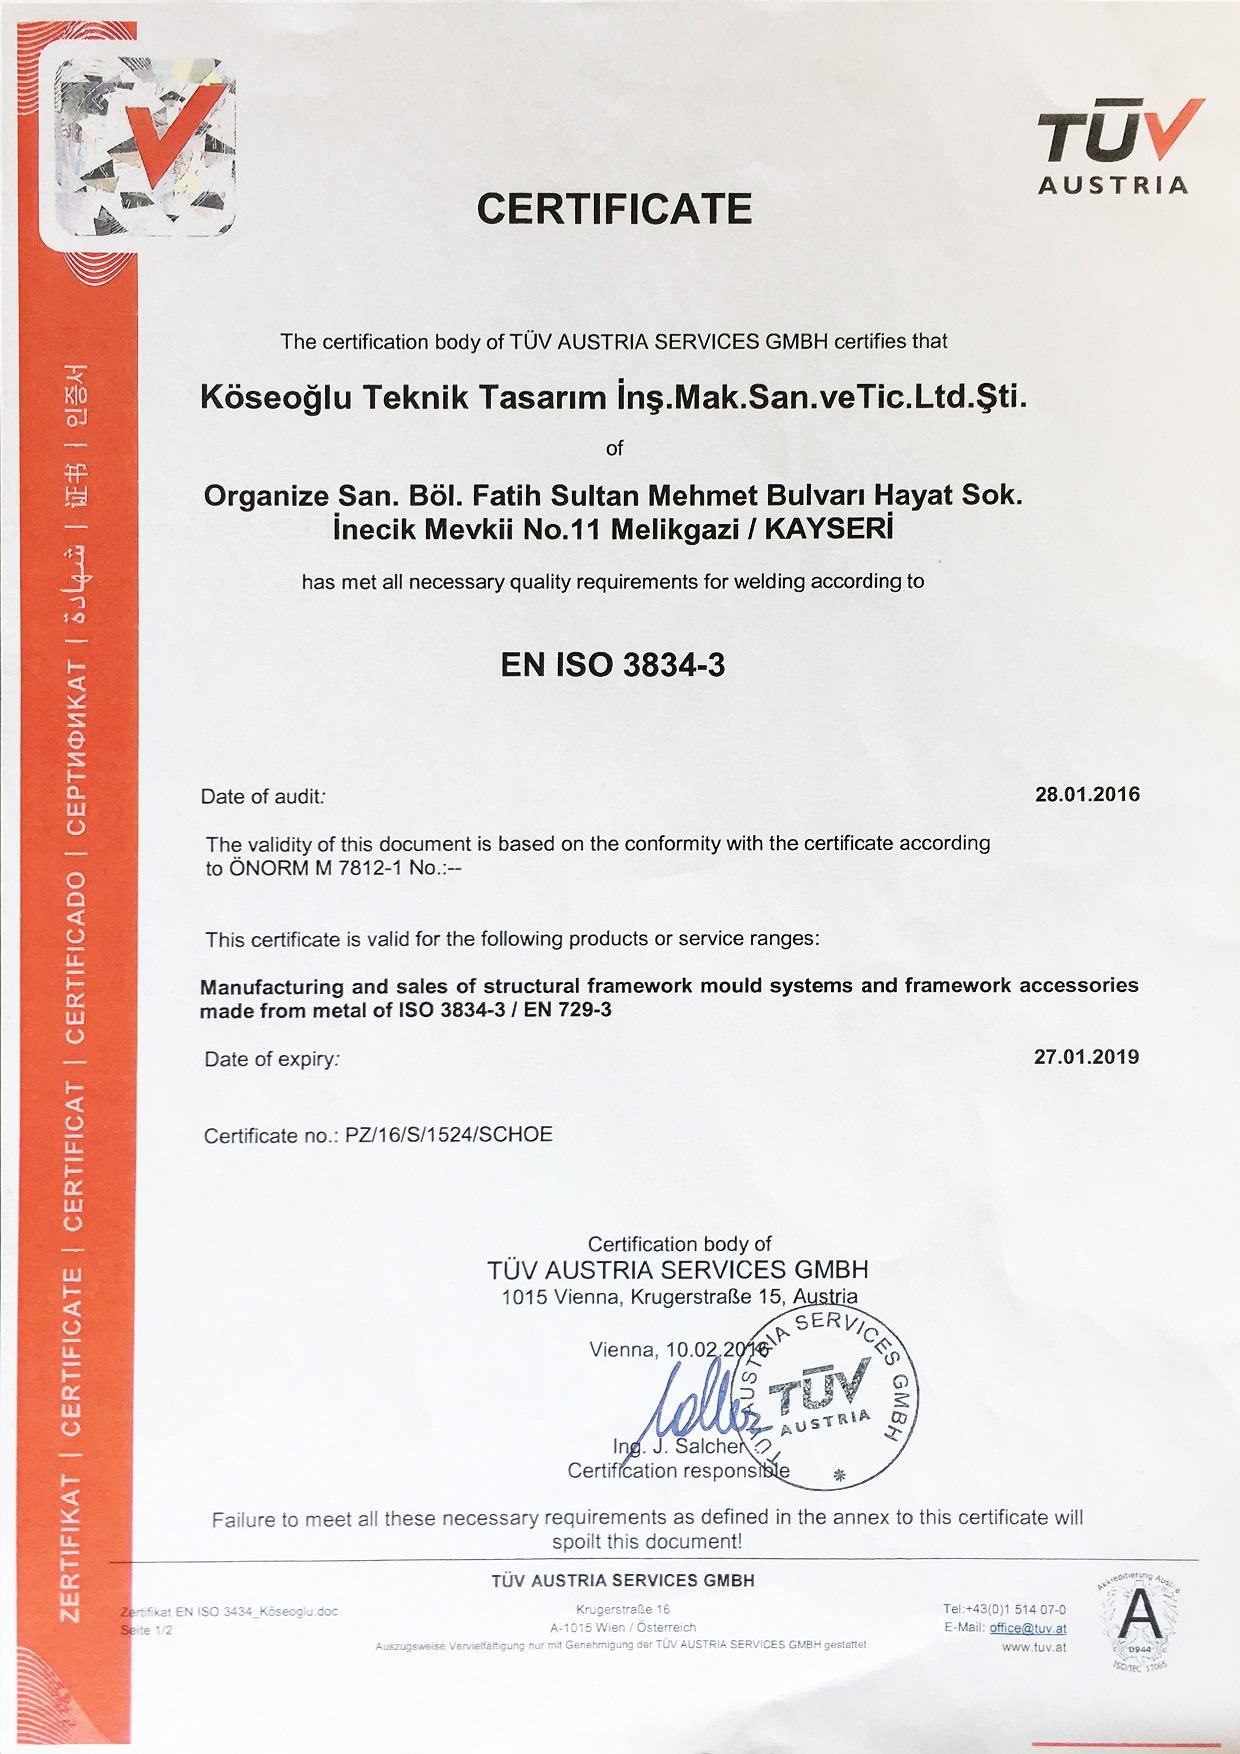 TÜV
AUSTRIA
CERTIFICATE
The certification body of TÜV AUSTRIA SERVICES GMBH certifies that
Köseoğlu Teknik Tasarım İnş.Mak.San.veTic.Ltd.Şti.
of
Organize San. Böl. Fatih Sultan Mehmet Bulvarı Hayat Sok.
İnecik Mevkii No.11 Melikgazi / KAYSERİ
has met all necessary quality requirements for welding according to
EN ISO 3834-3
Date of audit: 28.01.2016
The validity of this document is based on the conformity with the certificate according
to ÖNORM M 7812-1 No.:--
This certificate is valid for the following products or service ranges:
Manufacturing and sales of structural framework mould systems and framework accessories
made from metal of ISO 3834-3 / EN 729-3
Date of expiry: 27.01.2019
Certificate no.: PZ/16/S/1524/SCHOE
Certification body of
TÜV AUSTRIA SERVICES GMBH
1015 Vienna, Krugerstraße 15, Austria
Vienna, 10.02.2016
Ing. J. Salcher
Certification responsible
TÜV AUSTRIA SERVICES GMBH
TÜV
AUSTRIA
Failure to meet all these necessary requirements as defined in the annex to this certificate will
spoilt this document!
TÜV AUSTRIA SERVICES GMBH
Zertifikat EN ISO 3434_Köseoglu.doc
Seite 1/2
Krugerstraße 16
A-1015 Wien / Österreich
Auszugsweise Vervielfältigung nur mit Genehmigung der TÜV AUSTRIA SERVICES GMBH gestattet.
Tel:+43(0)1 514 07-0
E-Mail: office@tuv.at
www.tuv.at
Akkreditierung Austria
A
0944
ISO/IEC 17065
ZERTIFIKAT | CERTIFICATE | CERTIFICAT | CERTIFICADO | СЕРТИФИКАТ | شهادة | 证书 | 인증서